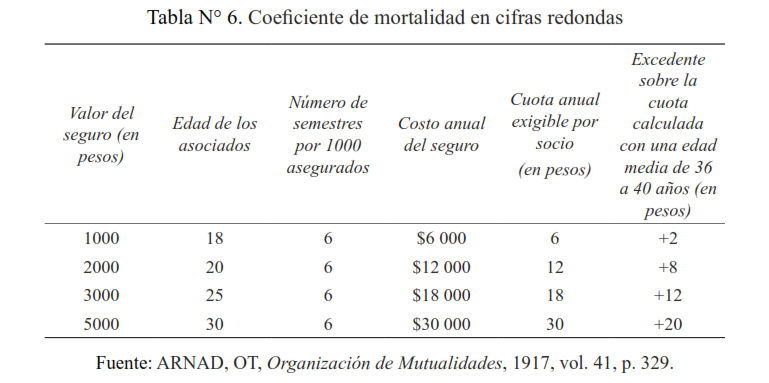 Tabla N° 6. Coeficiente de mortalidad en cifras redondas
Valor del seguro (en pesos) Edad de los asociados Número de semestres por 1000 asegurados Costo anual del seguro Cuota anual exigible por socio (en pesos) Excedente sobre la cuota calculada con una edad media de 36 a 40 años (en pesos)
1000 18 6 $6 000 6 +2
2000 20 6 $12 000 12 +8
3000 25 6 $18 000 18 +12
5000 30 6 $30 000 30 +20
Fuente: ARNAD, OT, Organización de Mutualidades, 1917, vol. 41, p. 329.